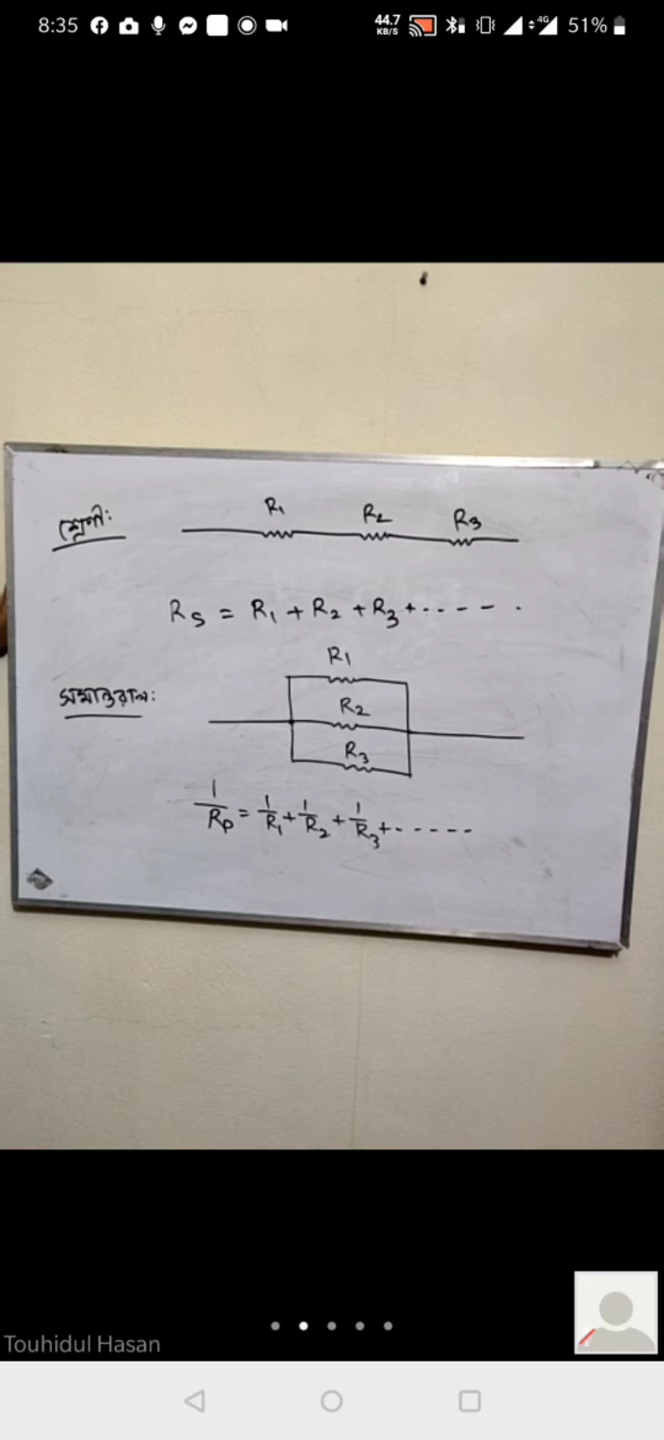 8:35
44.7
KB/S
4G
51%
শ্রেণী:
R₁ R₂ R₃
Rs = R₁ + R₂ + R₃ + - - - - -
সমান্তরাল:
R₁
R₂
R₃
1/Rp = 1/R₁ + 1/R₂ + 1/R₃ + - - - - -
Touhidul Hasan